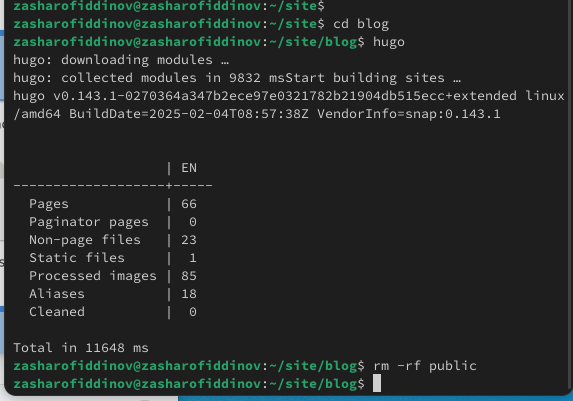 zasharofiddinov@zasharofiddinov:~/site$
zasharofiddinov@zasharofiddinov:~/site$ cd blog
zasharofiddinov@zasharofiddinov:~/site/blog$ hugo
hugo: downloading modules …
hugo: collected modules in 9832 msStart building sites …
hugo v0.143.1-0270364a347b2ece97e0321782b21904db515ecc+extended linux
/amd64 BuildDate=2025-02-04T08:57:38Z VendorInfo=snap:0.143.1
                   | EN
-------------------+-----
  Pages            | 66
  Paginator pages  |  0
  Non-page files   | 23
  Static files     |  1
  Processed images | 85
  Aliases          | 18
  Cleaned          |  0
Total in 11648 ms
zasharofiddinov@zasharofiddinov:~/site/blog$ rm -rf public
zasharofiddinov@zasharofiddinov:~/site/blog$